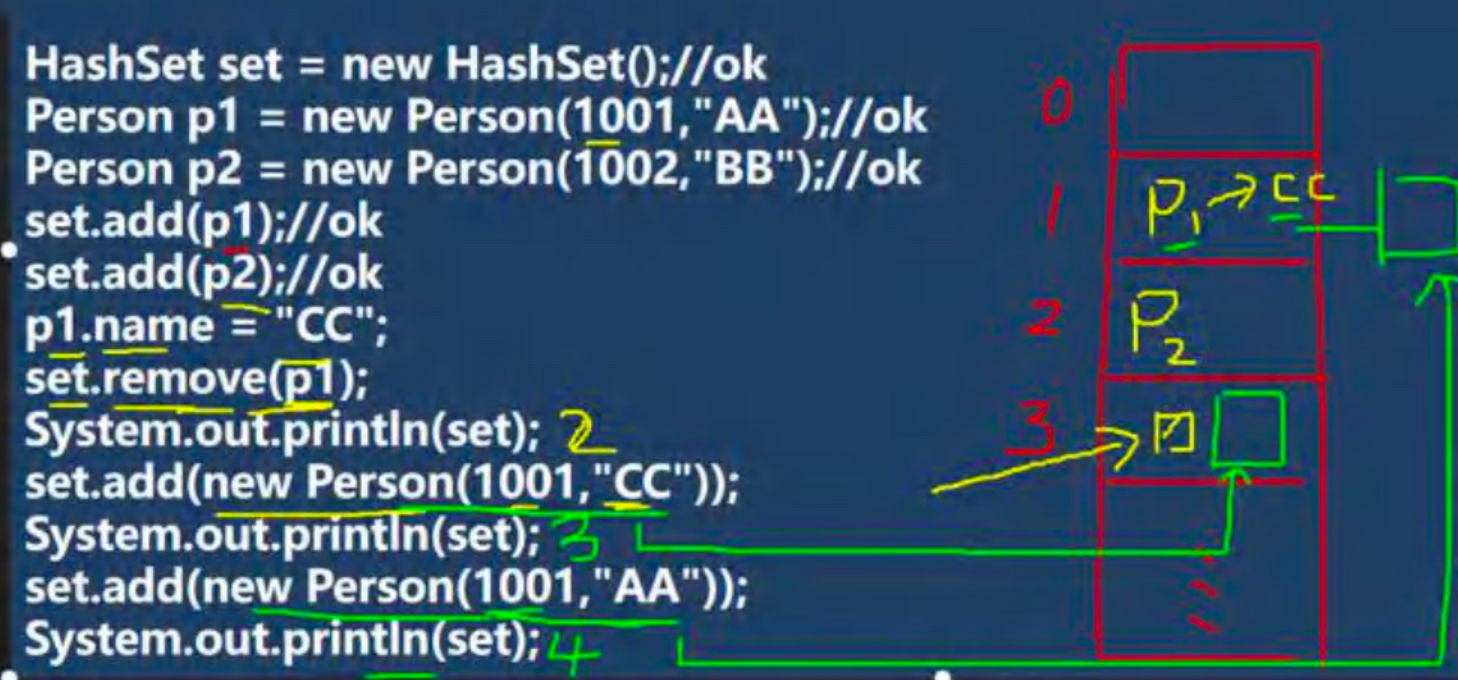 HashSet set = new HashSet();//ok
Person p1 = new Person(1001,"AA");//ok
Person p2 = new Person(1002,"BB");//ok
set.add(p1);//ok
set.add(p2);//ok
p1.name = "CC";
set.remove(p1);
System.out.println(set); 2
set.add(new Person(1001,"CC"));
System.out.println(set); 3
set.add(new Person(1001,"AA"));
System.out.println(set); 4
0
1 P1 → CC
2 P2
3